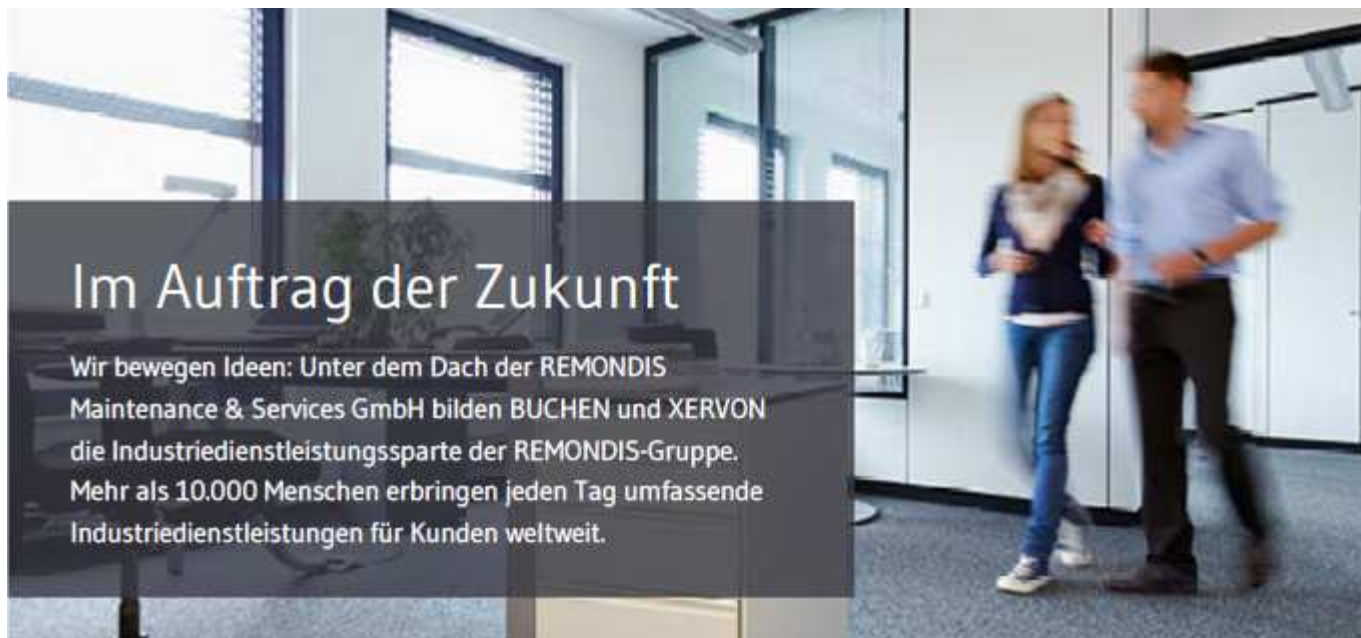 Im Auftrag der Zukunft
Wir bewegen Ideen: Unter dem Dach der REMONDIS
Maintenance & Services GmbH bilden BUCHEN und XERVON
die Industriedienstleistungssparte der REMONDIS-Gruppe.
Mehr als 10.000 Menschen erbringen jeden Tag umfassende
Industriedienstleistungen für Kunden weltweit.